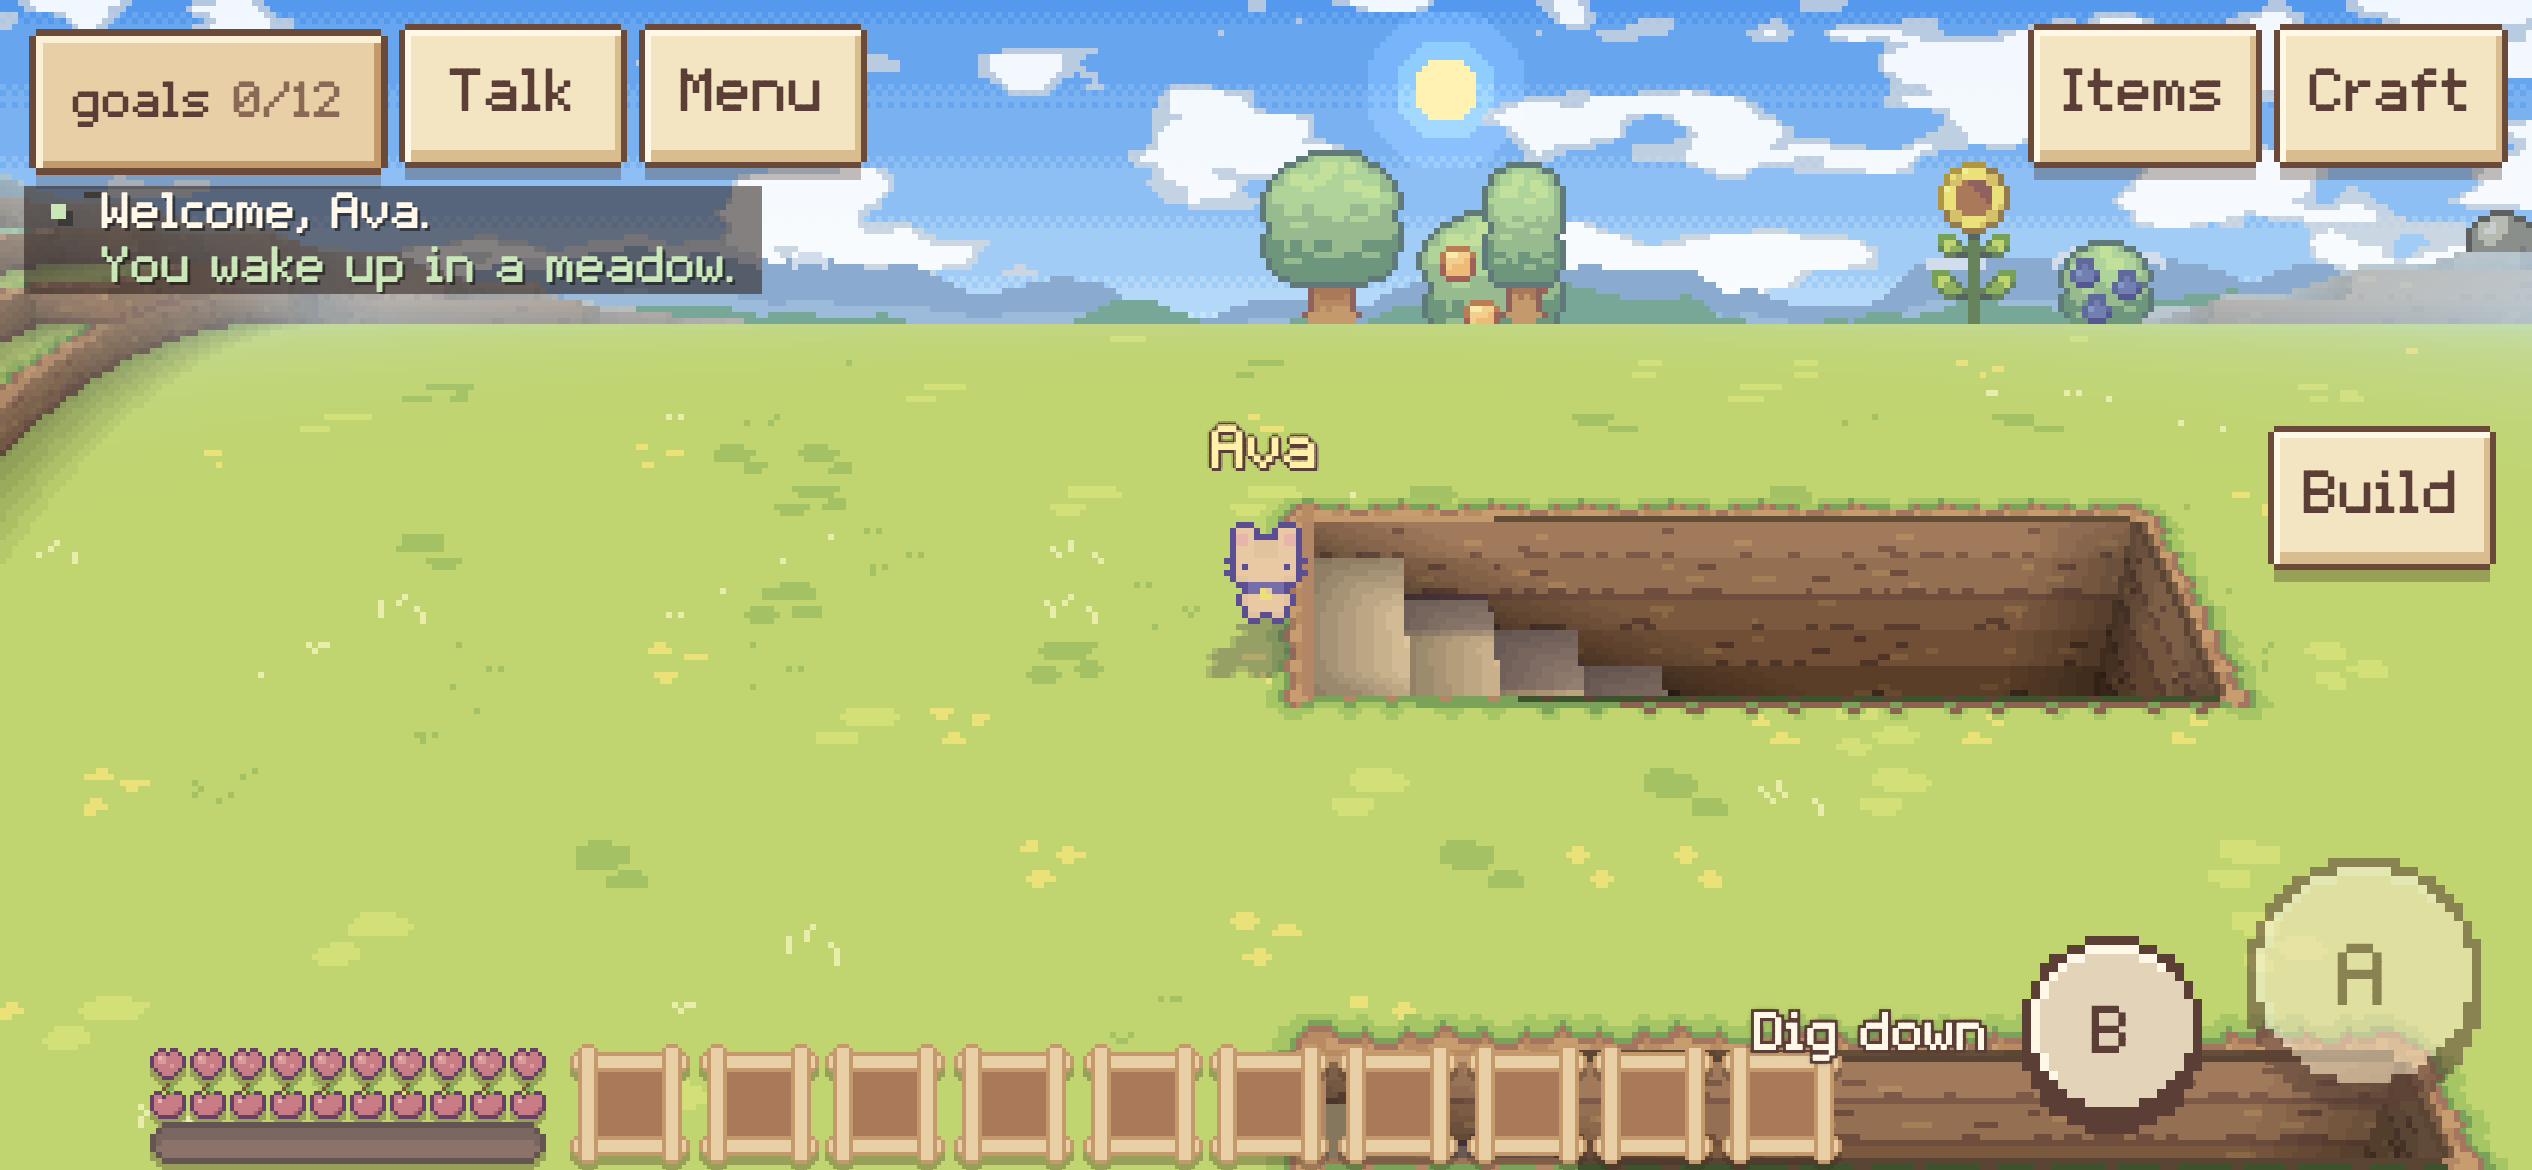 goals 0/12
Talk
Menu
Items
Craft
Welcome, Ava.
You wake up in a meadow.
Ava
Build
Dig down
B
A